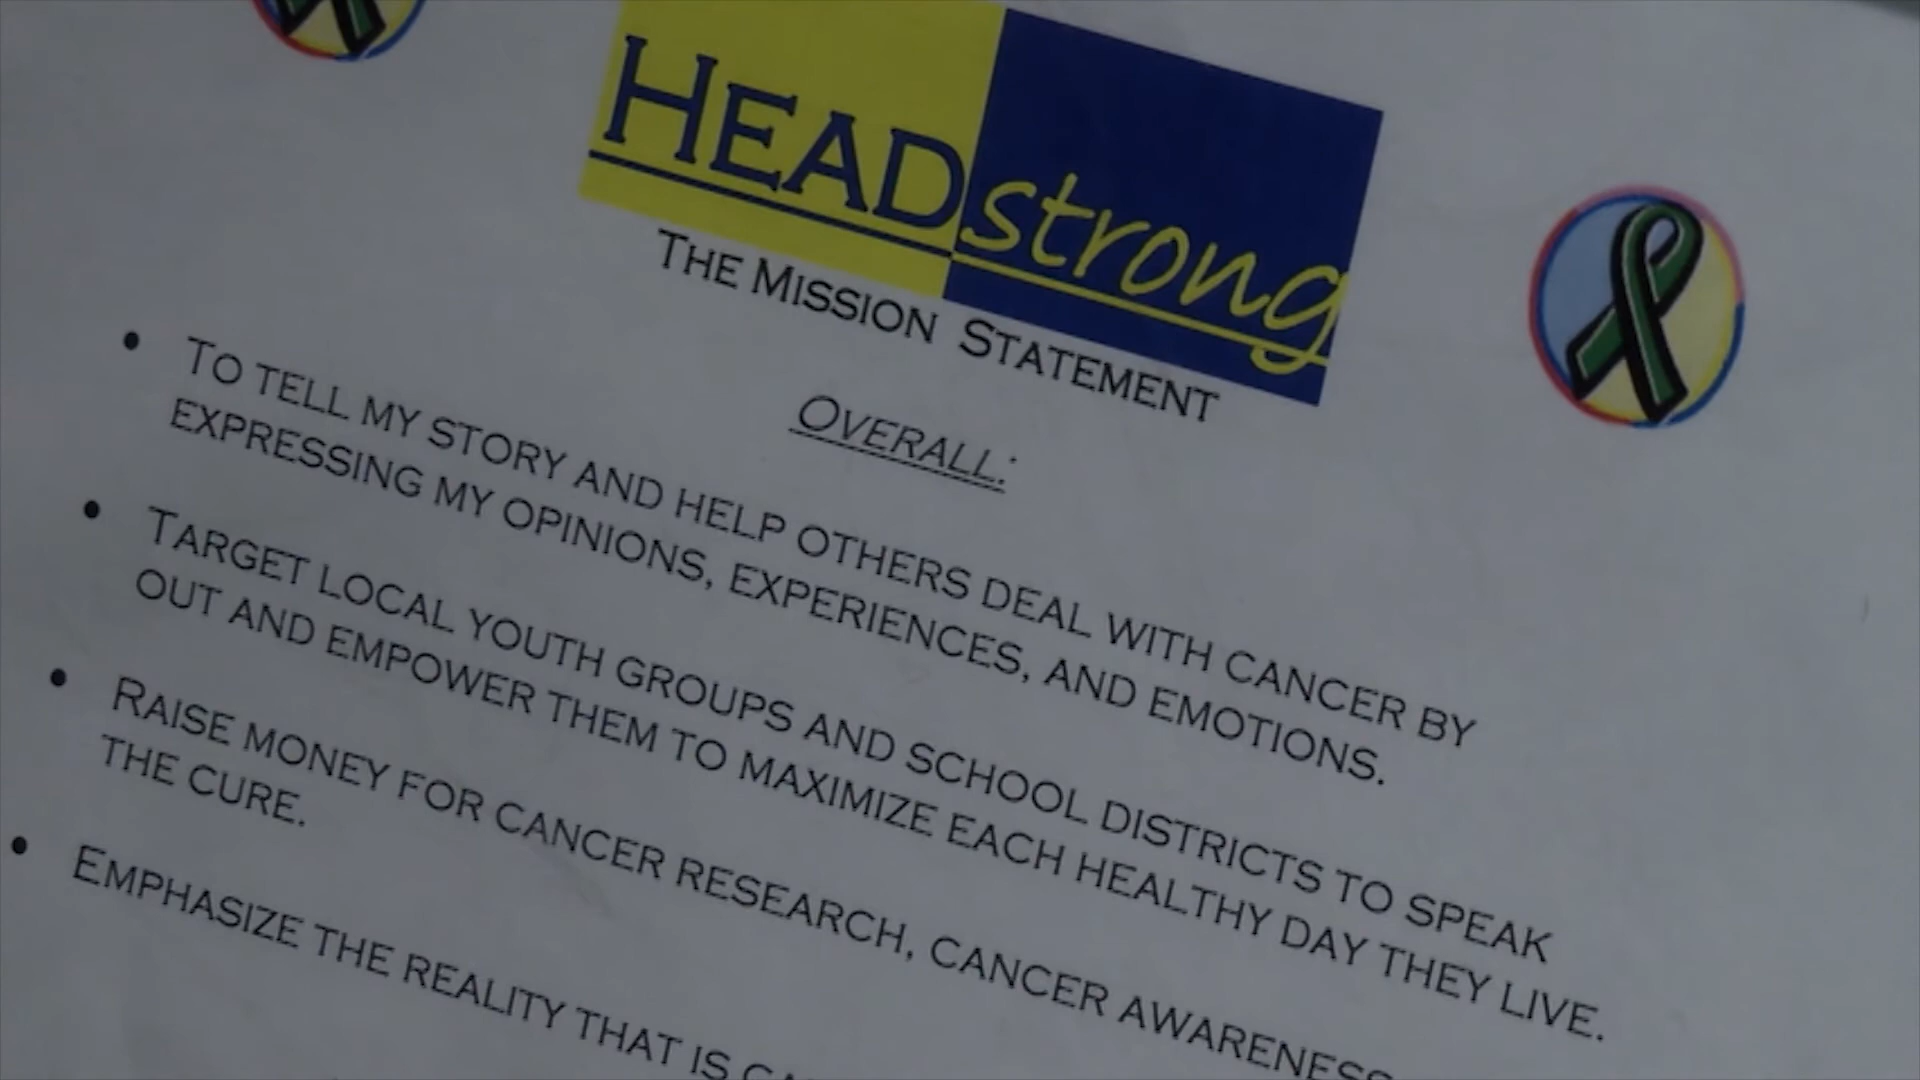 HEADstrong
THE MISSION STATEMENT
OVERALL:
• TO TELL MY STORY AND HELP OTHERS DEAL WITH CANCER BY
EXPRESSING MY OPINIONS, EXPERIENCES, AND EMOTIONS.
• TARGET LOCAL YOUTH GROUPS AND SCHOOL DISTRICTS TO SPEAK
OUT AND EMPOWER THEM TO MAXIMIZE EACH HEALTHY DAY THEY LIVE.
• RAISE MONEY FOR CANCER RESEARCH, CANCER AWARENESS
THE CURE.
• EMPHASIZE THE REALITY THAT IS